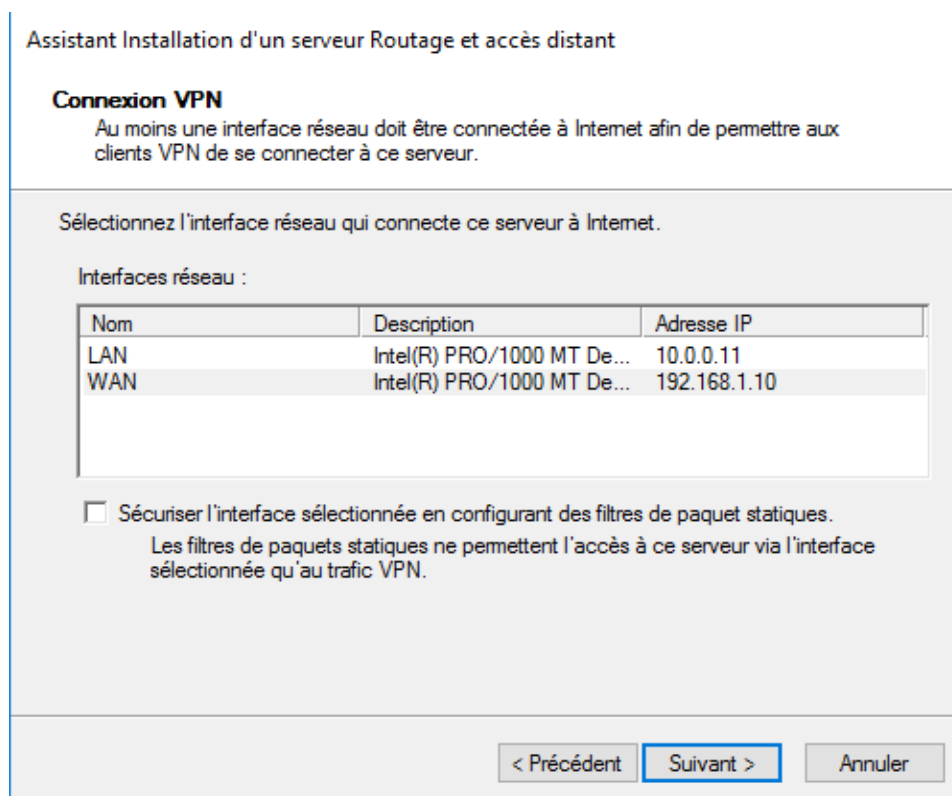 Assistant Installation d'un serveur Routage et accès distant
Connexion VPN
Au moins une interface réseau doit être connectée à Internet afin de permettre aux
clients VPN de se connecter à ce serveur.
Sélectionnez l'interface réseau qui connecte ce serveur à Internet.
Interfaces réseau :
Nom Description Adresse IP
LAN Intel(R) PRO/1000 MT De... 10.0.0.11
WAN Intel(R) PRO/1000 MT De... 192.168.1.10
Sécuriser l'interface sélectionnée en configurant des filtres de paquet statiques.
Les filtres de paquets statiques ne permettent l'accès à ce serveur via l'interface
sélectionnée qu'au trafic VPN.
< Précédent Suivant > Annuler